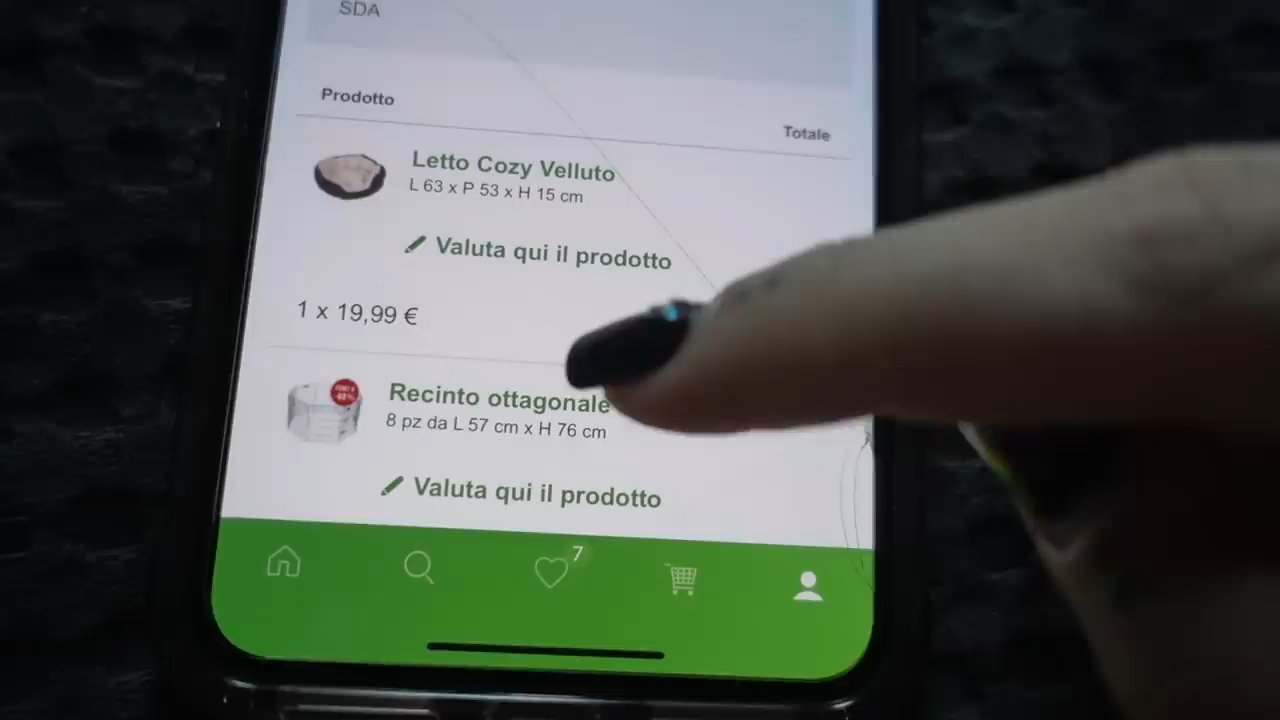 SDA
Prodotto
Totale
Letto Cozy Velluto
L 63 x P 53 x H 15 cm
Valuta qui il prodotto
1 x 19,99 €
Recinto ottagonale
8 pz da L 57 cm x H 76 cm
Valuta qui il prodotto
7